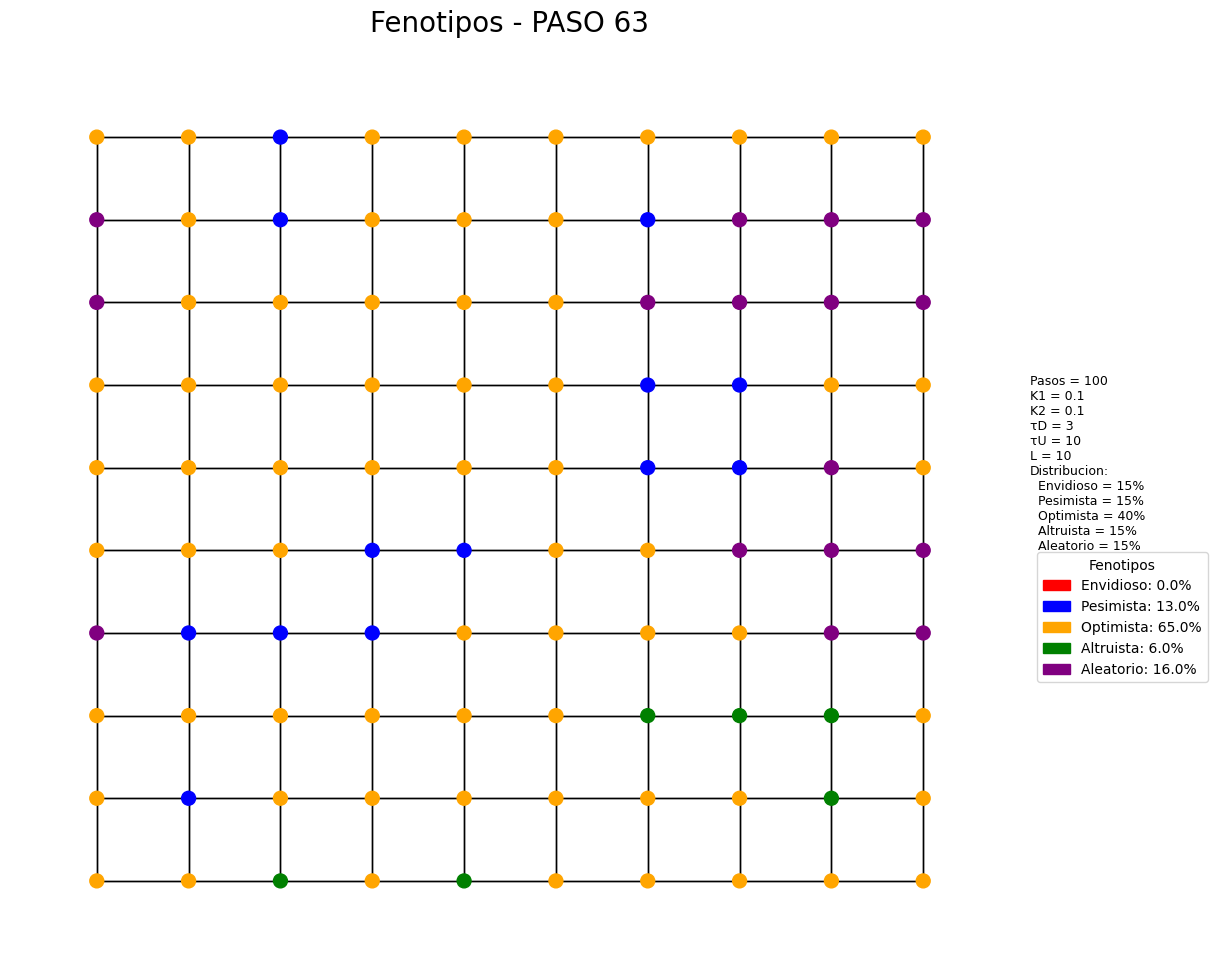 Fenotipos - PASO 63
Pasos = 100
K1 = 0.1
K2 = 0.1
τD = 3
τU = 10
L = 10
Distribucion:
Envidioso = 15%
Pesimista = 15%
Optimista = 40%
Altruista = 15%
Aleatorio = 15%
Fenotipos
Envidioso: 0.0%
Pesimista: 13.0%
Optimista: 65.0%
Altruista: 6.0%
Aleatorio: 16.0%